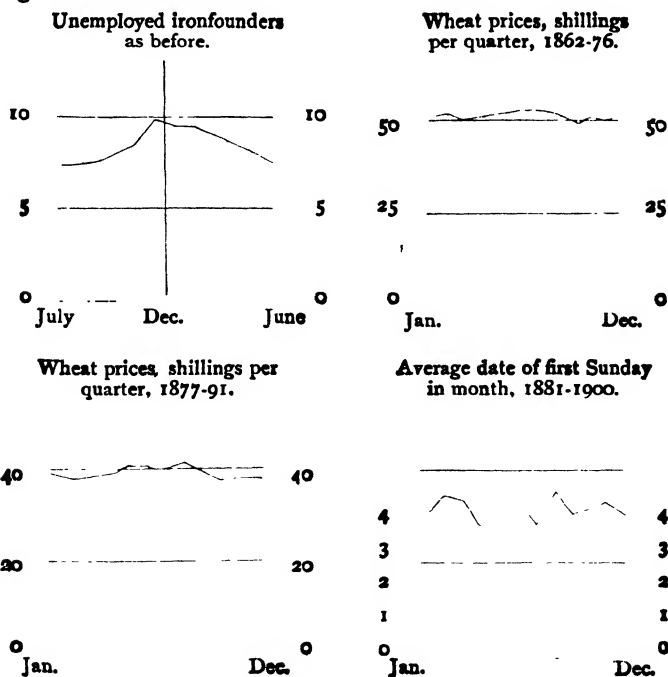 Unemployed ironfounders
as before.
10 10
5 5
0 0
July Dec. June
Wheat prices, shillings
per quarter, 1862-76.
50 50
25 25
0 0
Jan. Dec.
Wheat prices, shillings per
quarter, 1877-91.
40 40
20 20
0 0
Jan. Dec.
Average date of first Sunday
in month, 1881-1900.
4 4
3 3
2 2
1 1
0 0
Jan. Dec.